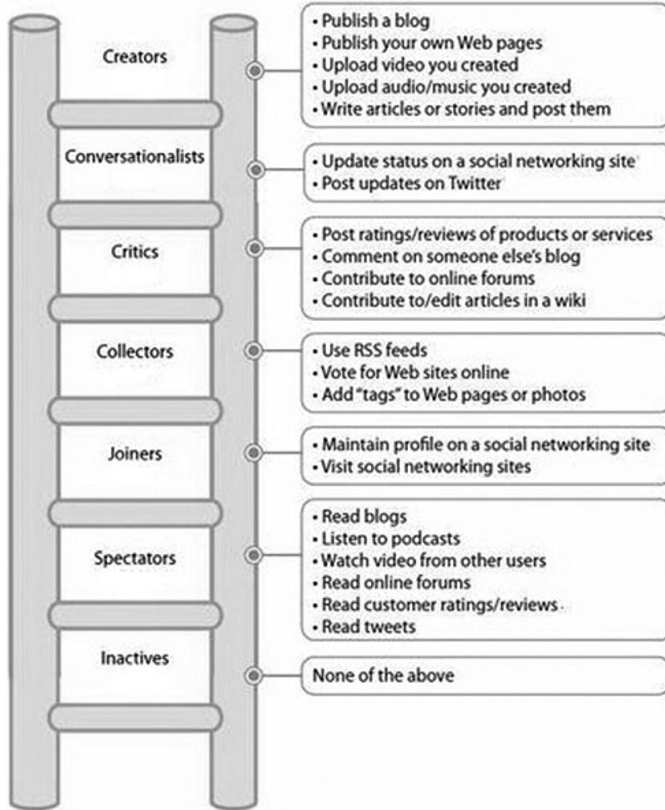 Creators
• Publish a blog
• Publish your own Web pages
• Upload video you created
• Upload audio/music you created
• Write articles or stories and post them
Conversationalists
• Update status on a social networking site
• Post updates on Twitter
Critics
• Post ratings/reviews of products or services
• Comment on someone else's blog
• Contribute to online forums
• Contribute to/edit articles in a wiki
Collectors
• Use RSS feeds
• Vote for Web sites online
• Add "tags" to Web pages or photos
Joiners
• Maintain profile on a social networking site
• Visit social networking sites
Spectators
• Read blogs
• Listen to podcasts
• Watch video from other users
• Read online forums
• Read customer ratings/reviews
• Read tweets
Inactives
None of the above